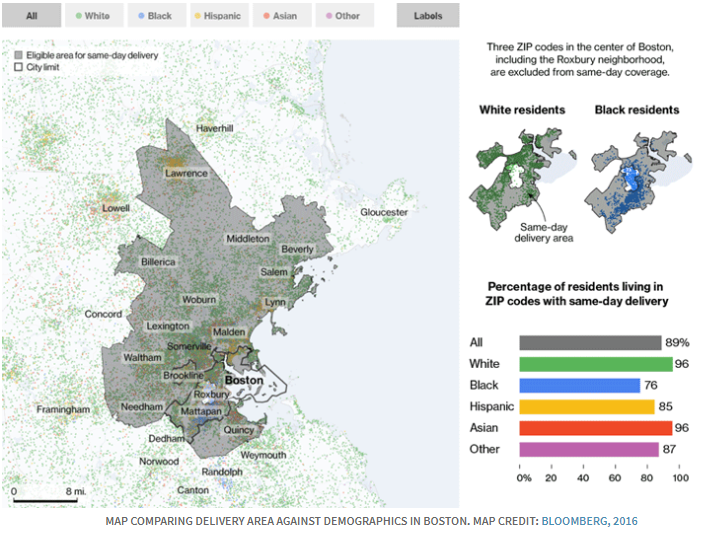 All
White
Black
Hispanic
Asian
Other
Labels
Eligible area for same-day delivery
City limit
Haverhill
Lawrence
Lowell
Gloucester
Middleton
Beverly
Billerica
Salem
Woburn
Lynn
Concord
Lexington
Malden
Somerville
Waltham
Brookline
Boston
Roxbury
Framingham
Needham
Mattapan
Quincy
Dedham
Weymouth
Norwood
Randolph
Canton
0 8 mi.
Three ZIP codes in the center of Boston,
including the Roxbury neighborhood,
are excluded from same-day coverage.
White residents
Black residents
Same-day
delivery area
Percentage of residents living in
ZIP codes with same-day delivery
All 89%
White 96
Black 76
Hispanic 85
Asian 96
Other 87
0% 20 40 60 80 100
MAP COMPARING DELIVERY AREA AGAINST DEMOGRAPHICS IN BOSTON. MAP CREDIT: BLOOMBERG, 2016